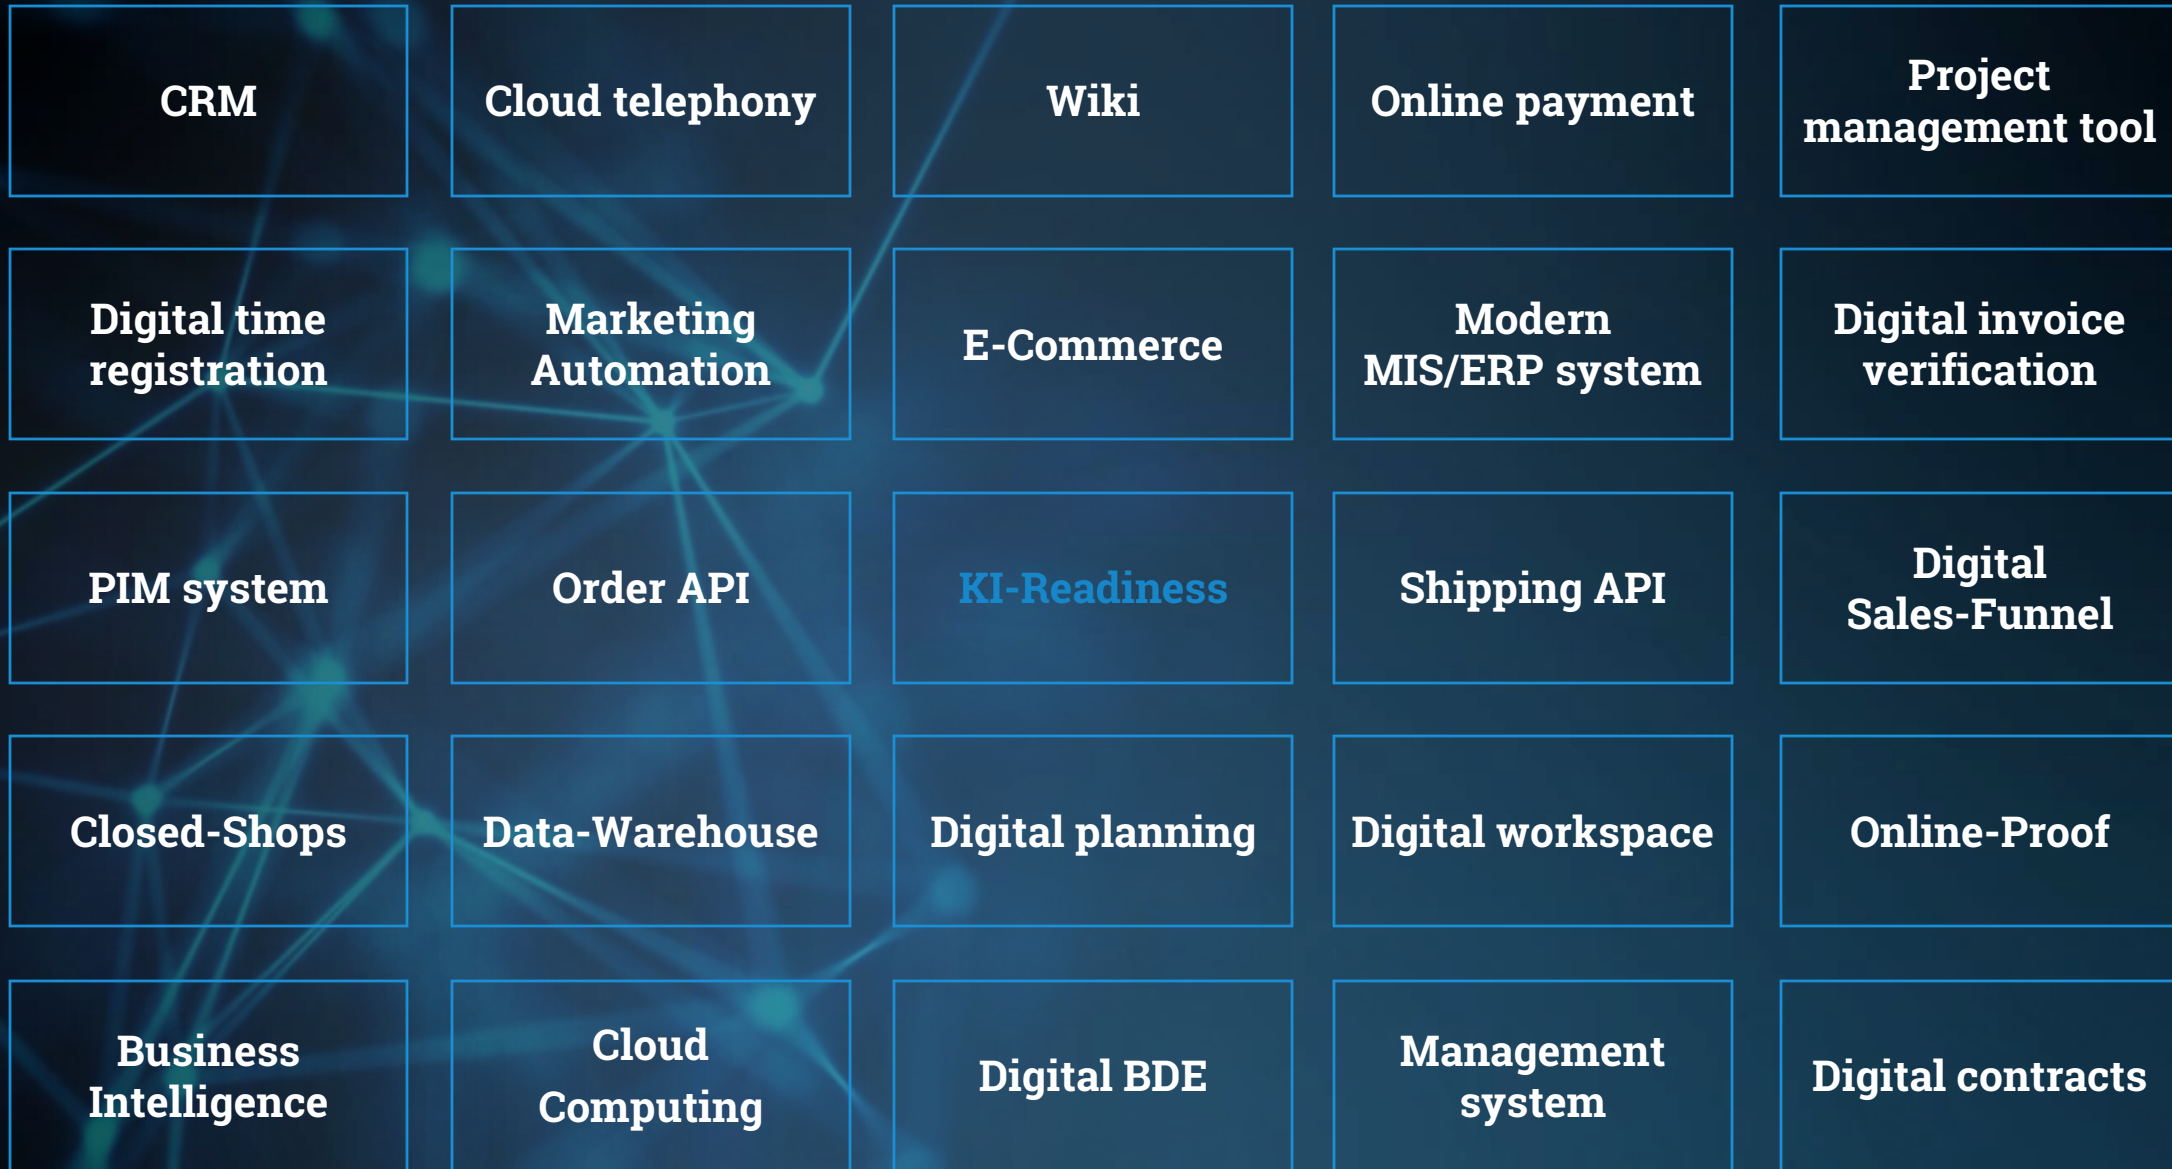 CRM
Cloud telephony
Wiki
Online payment
Project
management tool
Digital time
registration
Marketing
Automation
E-Commerce
Modern
MIS/ERP system
Digital invoice
verification
PIM system
Order API
KI-Readiness
Shipping API
Digital
Sales-Funnel
Closed-Shops
Data-Warehouse
Digital planning
Digital workspace
Online-Proof
Business
Intelligence
Cloud
Computing
Digital BDE
Management
system
Digital contracts